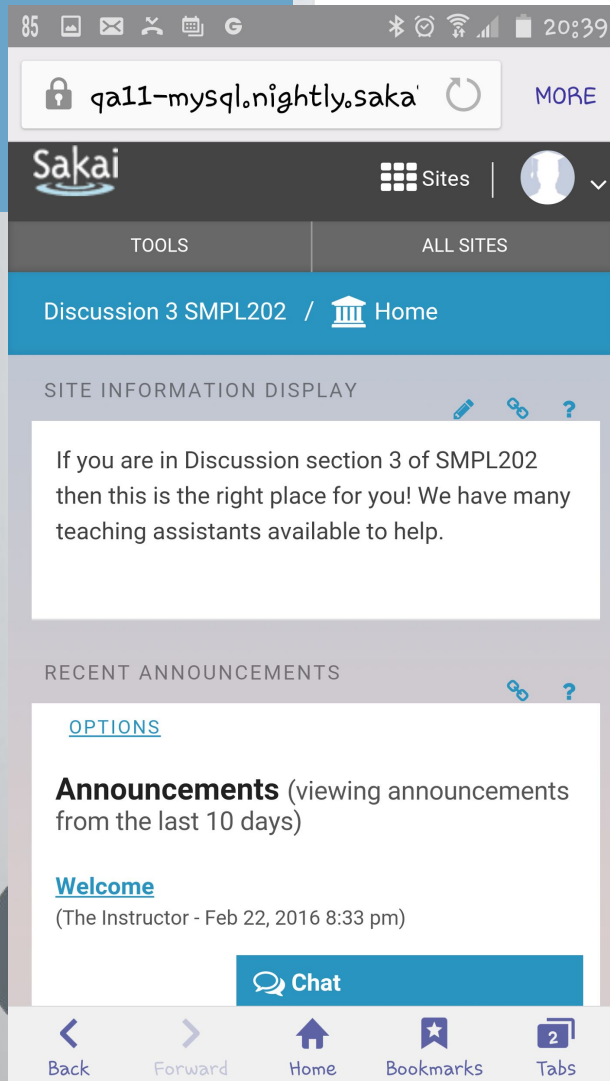 85 G 20:39
qa11-mysql.nightly.saka MORE
Sakai Sites
TOOLS ALL SITES
Discussion 3 SMPL202 / Home
SITE INFORMATION DISPLAY
?
If you are in Discussion section 3 of SMPL202
then this is the right place for you! We have many
teaching assistants available to help.
RECENT ANNOUNCEMENTS
?
OPTIONS
Announcements (viewing announcements
from the last 10 days)
Welcome
(The Instructor - Feb 22, 2016 8:33 pm)
Chat
2
Back Forward Home Bookmarks Tabs